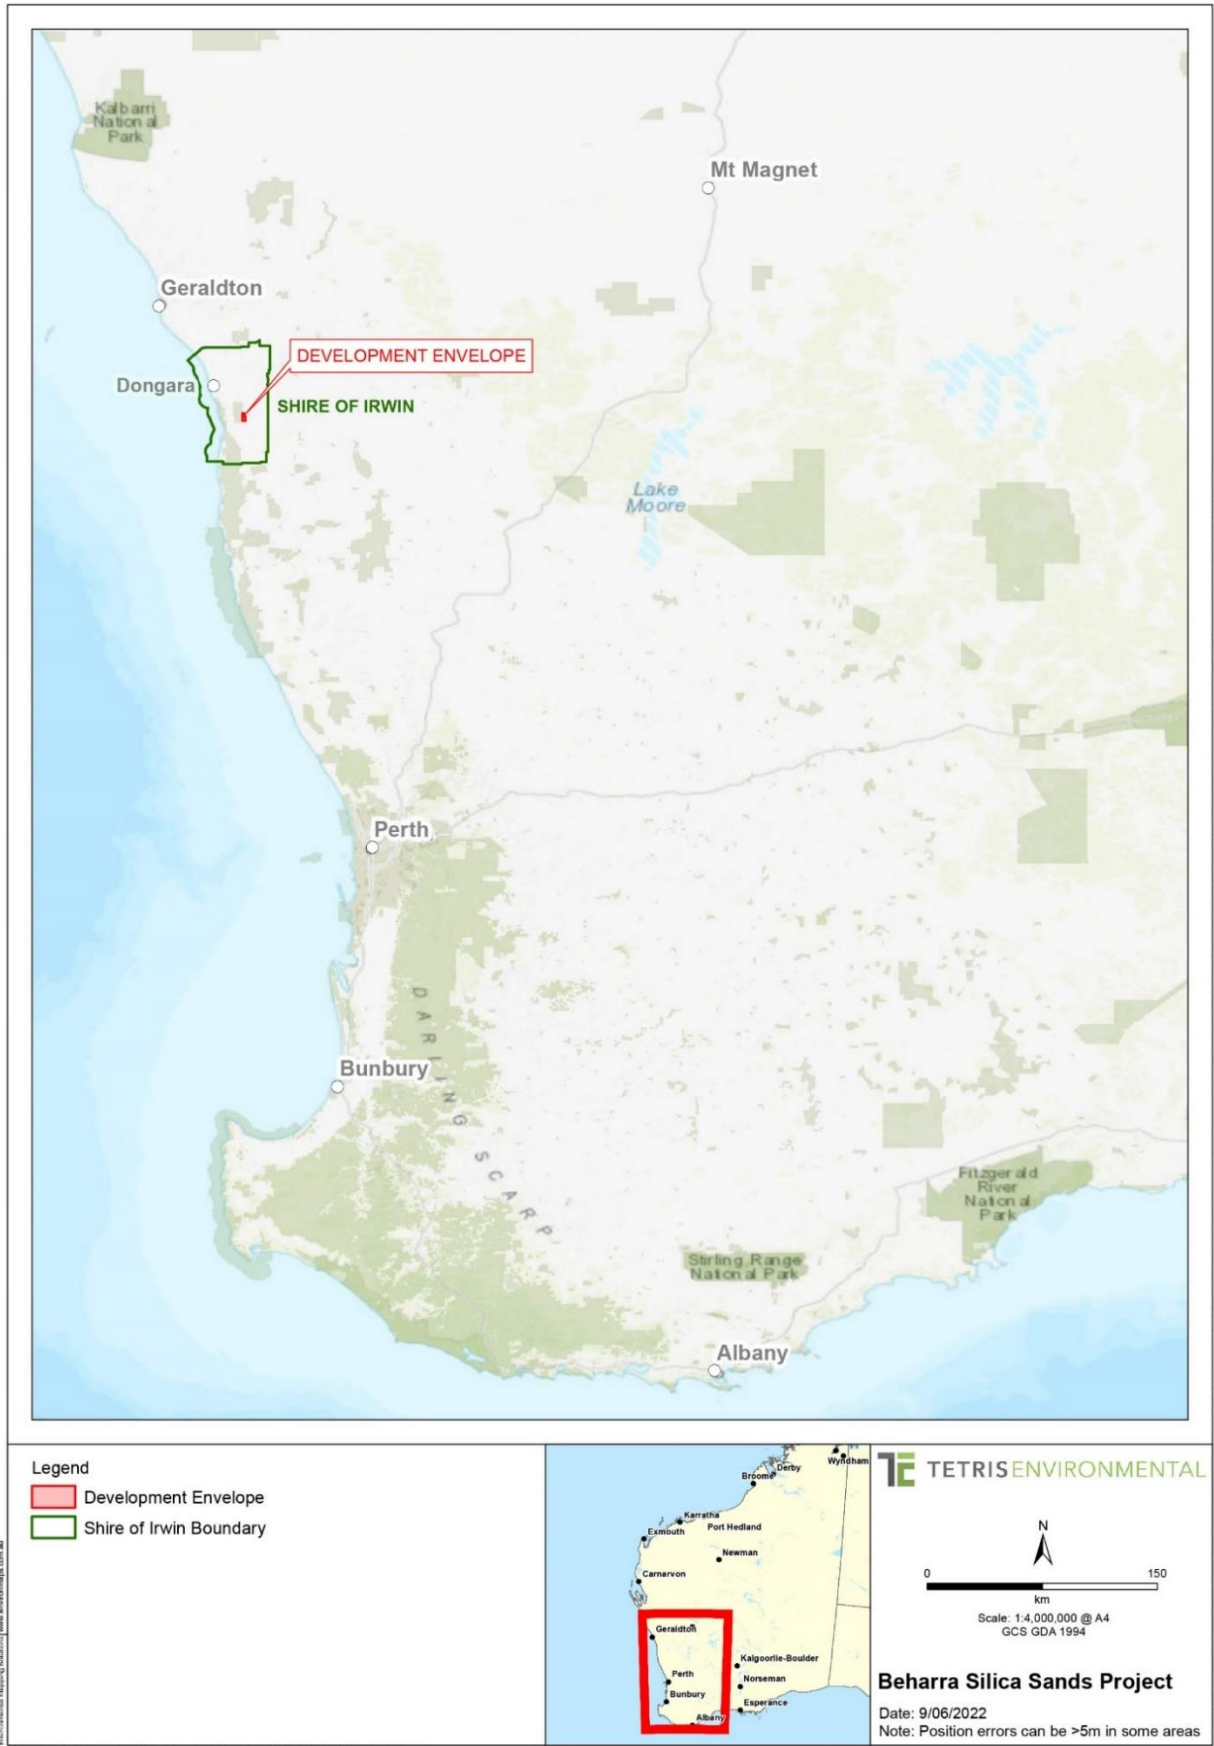 Kalbarri
National
Park
Mt Magnet
Geraldton
DEVELOPMENT ENVELOPE
Dongara
SHIRE OF IRWIN
Lake
Moore
Perth
DARLING SCARP
Bunbury
Fitzgerald
River
National
Park
Stirling Range
National Park
Albany
Legend
Development Envelope
Shire of Irwin Boundary
Wyndham
Derby
Broome
Karratha
Port Hedland
Exmouth
Newman
Carnarvon
Geraldton
Kalgoorlie-Boulder
Perth
Norseman
Bunbury
Esperance
Albany
TE TETRIS ENVIRONMENTAL
N
0 150
km
Scale: 1:4,000,000 @ A4
GCS GDA 1994
Beharra Silica Sands Project
Date: 9/06/2022
Note: Position errors can be >5m in some areas